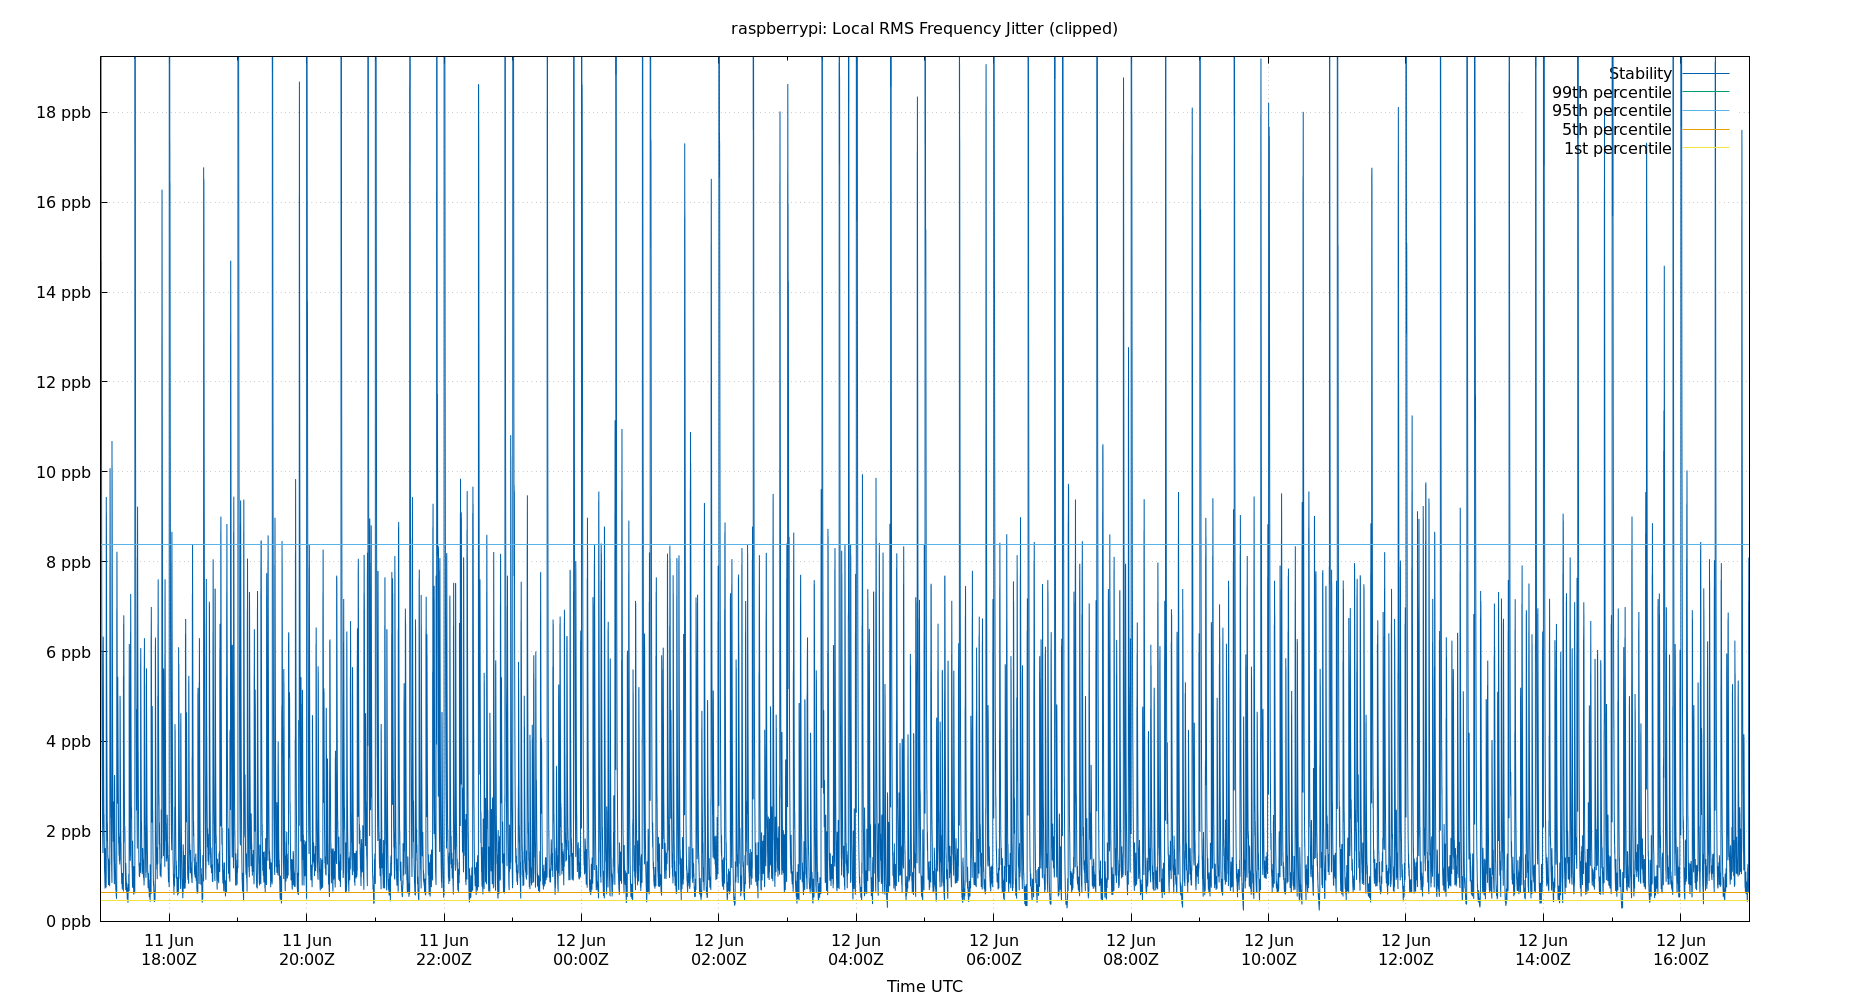 raspberrypi: Local RMS Frequency Jitter (clipped)
Stability
99th percentile
95th percentile
5th percentile
1st percentile
18 ppb
16 ppb
14 ppb
12 ppb
10 ppb
8 ppb
6 ppb
4 ppb
2 ppb
0 ppb
11 Jun 11 Jun 11 Jun 12 Jun 12 Jun 12 Jun 12 Jun 12 Jun 12 Jun 12 Jun 12 Jun 12 Jun
18:00Z 20:00Z 22:00Z 00:00Z 02:00Z 04:00Z 06:00Z 08:00Z 10:00Z 12:00Z 14:00Z 16:00Z
Time UTC